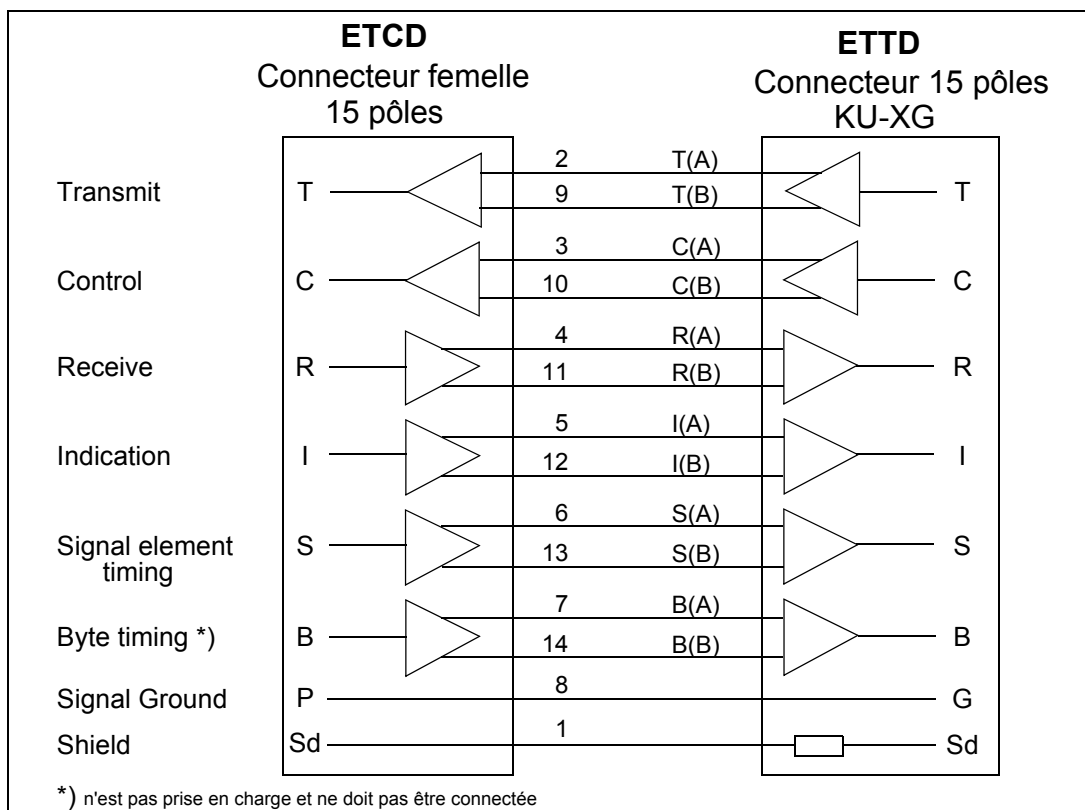 ETCD
Connecteur femelle
15 pôles
ETTD
Connecteur 15 pôles
KU-XG
Transmit T 2 T(A) T
9 T(B)
Control C 3 C(A) C
10 C(B)
Receive R 4 R(A) R
11 R(B)
Indication I 5 I(A) I
12 I(B)
Signal element timing S 6 S(A) S
13 S(B)
Byte timing *) B 7 B(A) B
14 B(B)
Signal Ground P 8 G
Shield Sd 1 Sd
*) n'est pas prise en charge et ne doit pas être connectée